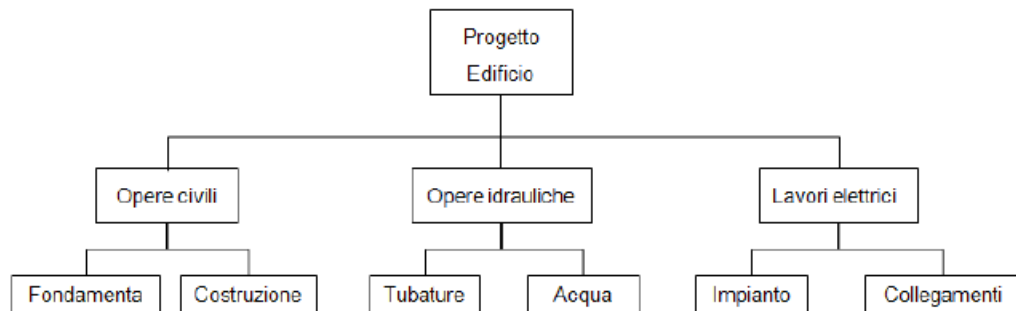 Progetto
Edificio
Opere civili
Opere idrauliche
Lavori elettrici
Fondamenta
Costruzione
Tubature
Acqua
Impianto
Collegamenti